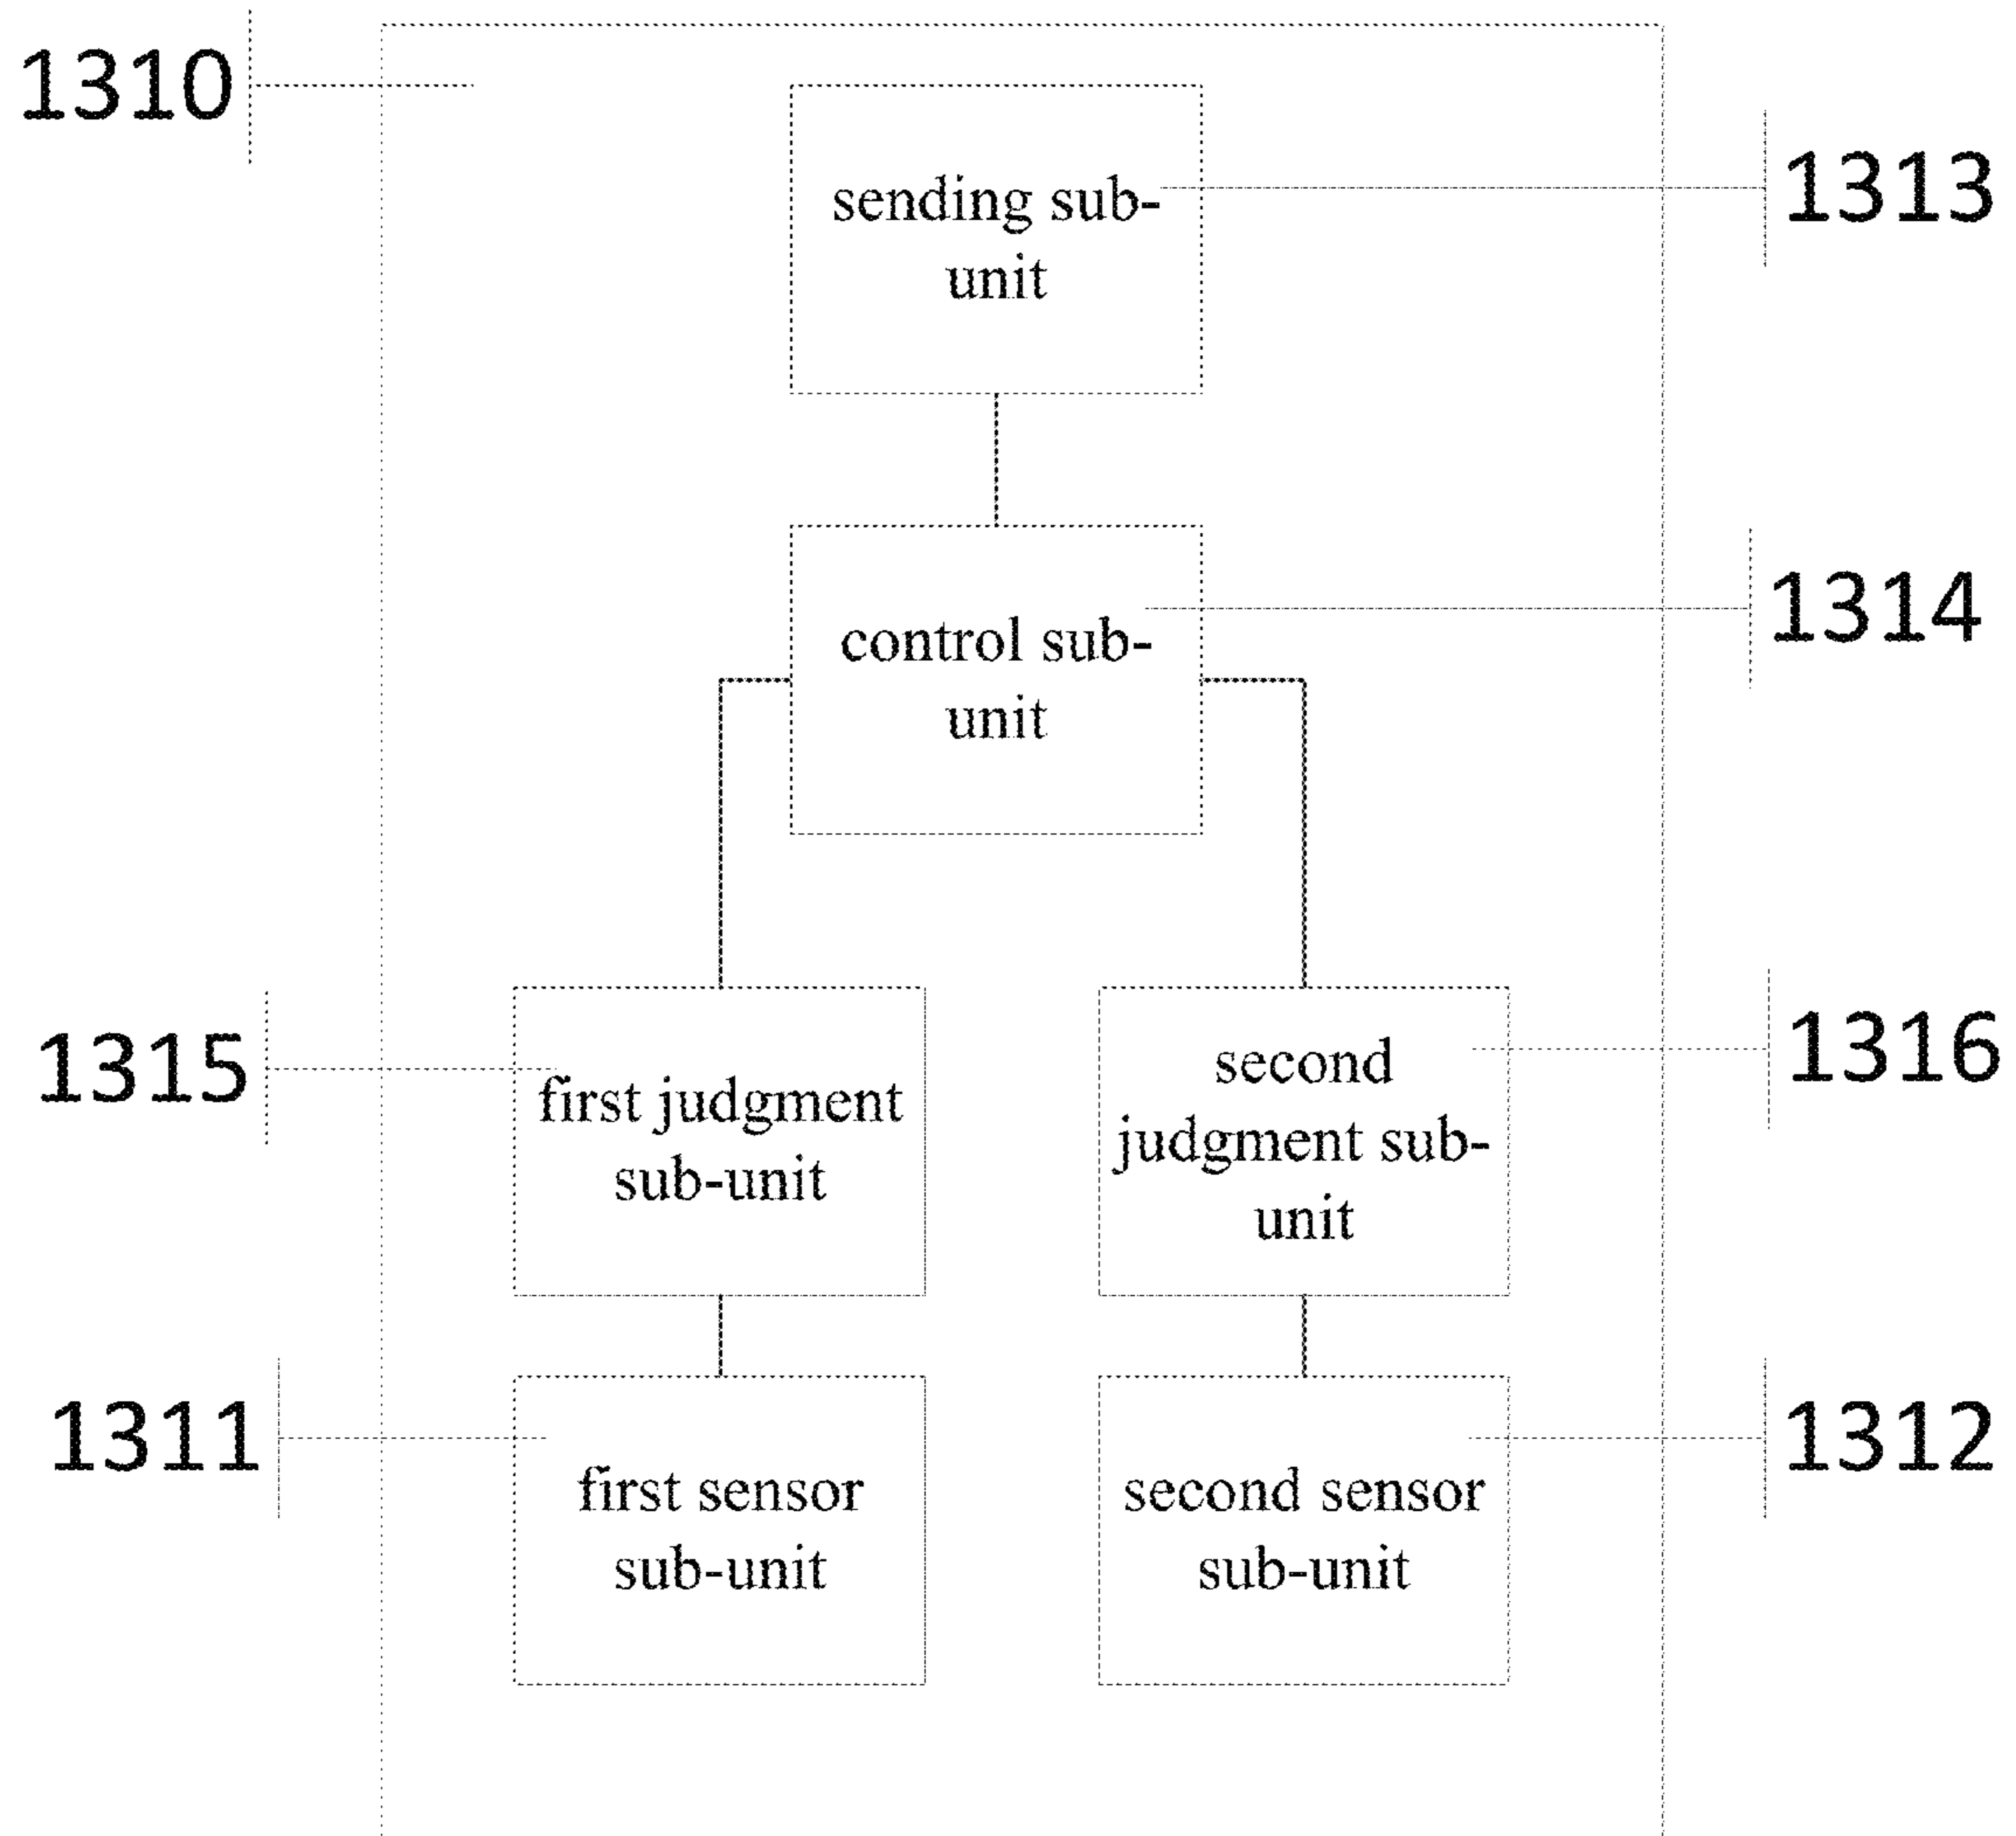 1310
sending sub-
unit
1313
control sub-
unit
1314
1315
first judgment
sub-unit
second
judgment sub-
unit
1316
1311
first sensor
sub-unit
second sensor
sub-unit
1312